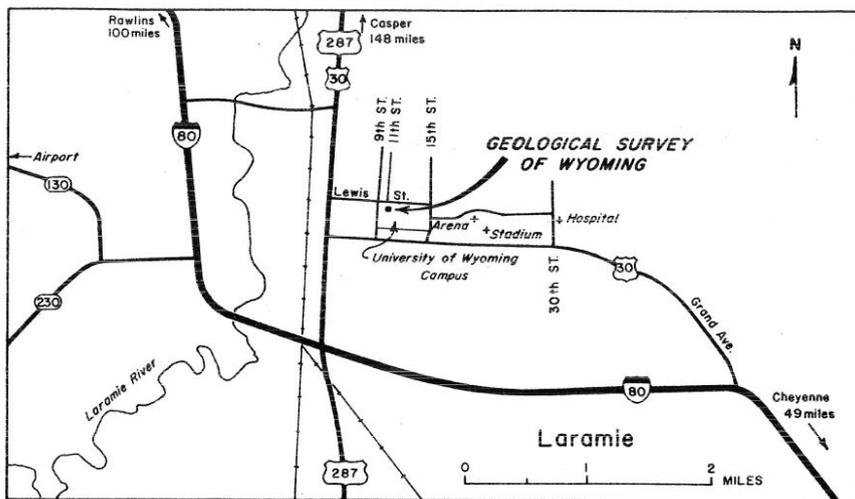 Rawlins
100 miles
Casper
148 miles
287
30
N
80
9th ST.
11th ST.
15th ST.
GEOLOGICAL SURVEY
OF WYOMING
Airport
130
Lewis St.
Arena
Stadium
Hospital
University of Wyoming
Campus
30th ST.
30
Grand Ave.
230
Laramie River
80
Cheyenne
49 miles
Laramie
287
0 1 2
MILES